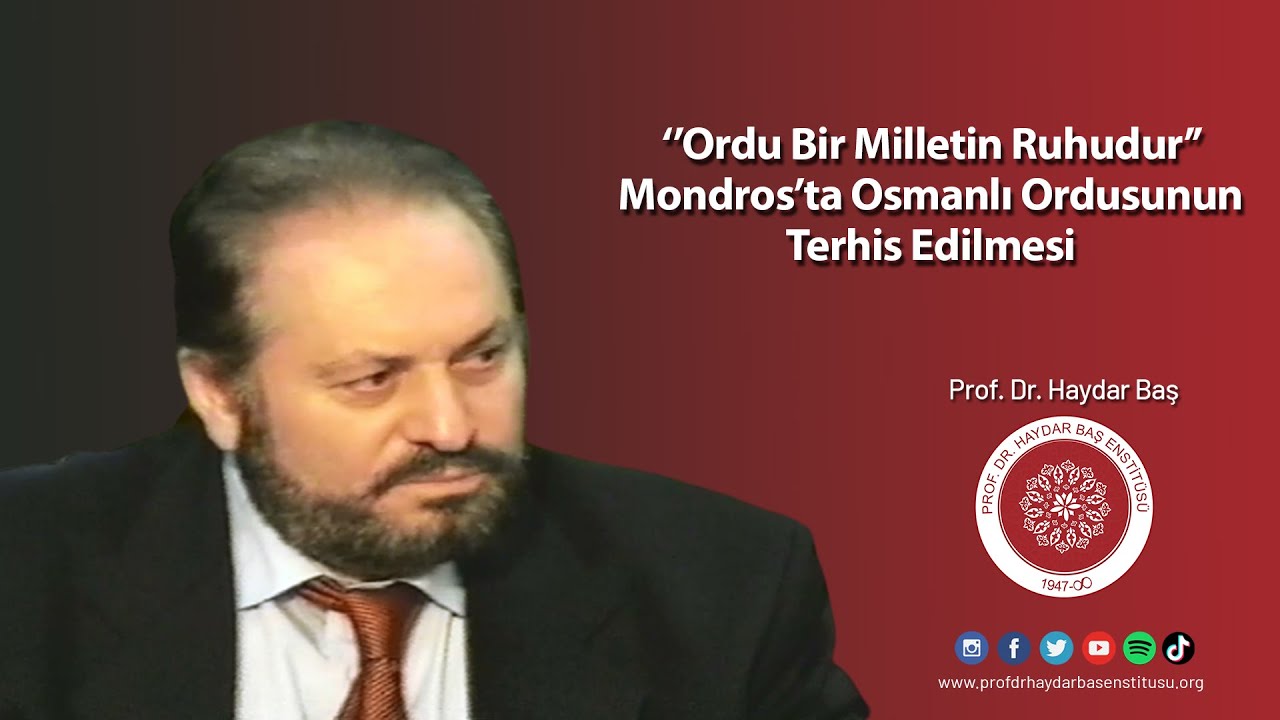 ‘’Ordu Bir Milletin Ruhudur’’
Mondros’ta Osmanlı Ordusunun
Terhis Edilmesi
Prof. Dr. Haydar Baş
PROF. DR. HAYDAR BAŞ ENSTİTÜSÜ
1947-∞
www.profdrhaydarbasenstitusu.org